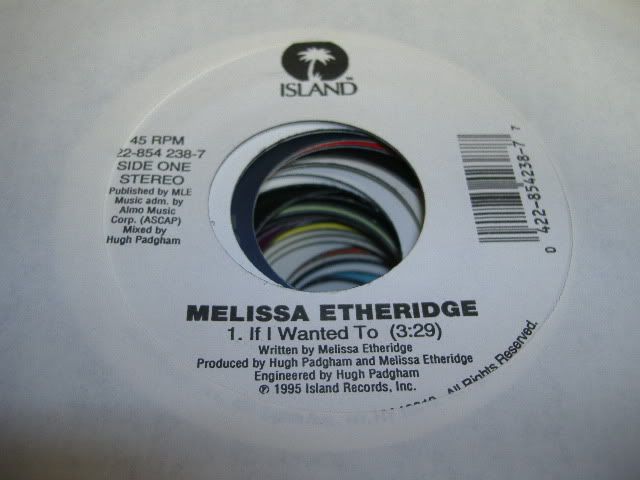 ISLAND
TM
45 RPM
22-854 238-7
SIDE ONE
STEREO
Published by MLE
Music adm. by
Almo Music
Corp. (ASCAP)
Mixed by
Hugh Padgham
0 422-854238-7 7
MELISSA ETHERIDGE
1. If I Wanted To (3:29)
Written by Melissa Etheridge
Produced by Hugh Padgham and Melissa Etheridge
Engineered by Hugh Padgham
℗ 1995 Island Records, Inc.
All Rights Reserved.